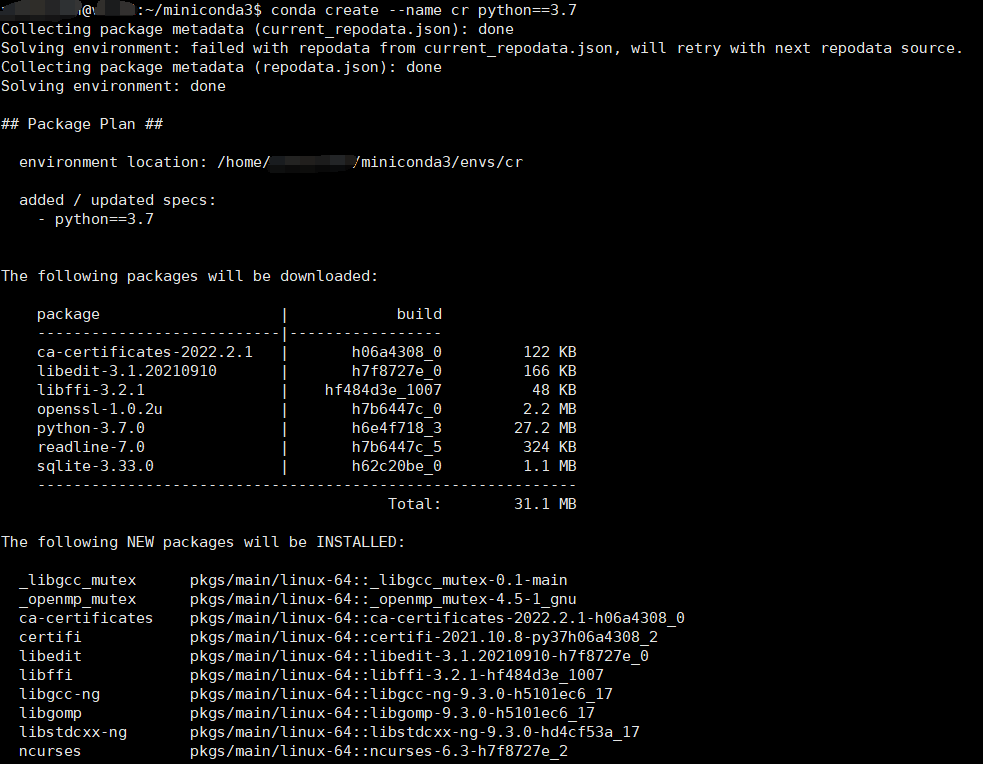 :~/miniconda3$ conda create --name cr python==3.7
Collecting package metadata (current_repodata.json): done
Solving environment: failed with repodata from current_repodata.json, will retry with next repodata source.
Collecting package metadata (repodata.json): done
Solving environment: done
## Package Plan ##
environment location: /home/ /miniconda3/envs/cr
added / updated specs:
- python==3.7
The following packages will be downloaded:
package | build
---------------------------|-----------------
ca-certificates-2022.2.1 | h06a4308_0 122 KB
libedit-3.1.20210910 | h7f8727e_0 166 KB
libffi-3.2.1 | hf484d3e_1007 48 KB
openssl-1.0.2u | h7b6447c_0 2.2 MB
python-3.7.0 | h6e4f718_3 27.2 MB
readline-7.0 | h7b6447c_5 324 KB
sqlite-3.33.0 | h62c20be_0 1.1 MB
------------------------------------------------------------
Total: 31.1 MB
The following NEW packages will be INSTALLED:
_libgcc_mutex pkgs/main/linux-64::_libgcc_mutex-0.1-main
_openmp_mutex pkgs/main/linux-64::_openmp_mutex-4.5-1_gnu
ca-certificates pkgs/main/linux-64::ca-certificates-2022.2.1-h06a4308_0
certifi pkgs/main/linux-64::certifi-2021.10.8-py37h06a4308_2
libedit pkgs/main/linux-64::libedit-3.1.20210910-h7f8727e_0
libffi pkgs/main/linux-64::libffi-3.2.1-hf484d3e_1007
libgcc-ng pkgs/main/linux-64::libgcc-ng-9.3.0-h5101ec6_17
libgomp pkgs/main/linux-64::libgomp-9.3.0-h5101ec6_17
libstdcxx-ng pkgs/main/linux-64::libstdcxx-ng-9.3.0-hd4cf53a_17
ncurses pkgs/main/linux-64::ncurses-6.3-h7f8727e_2